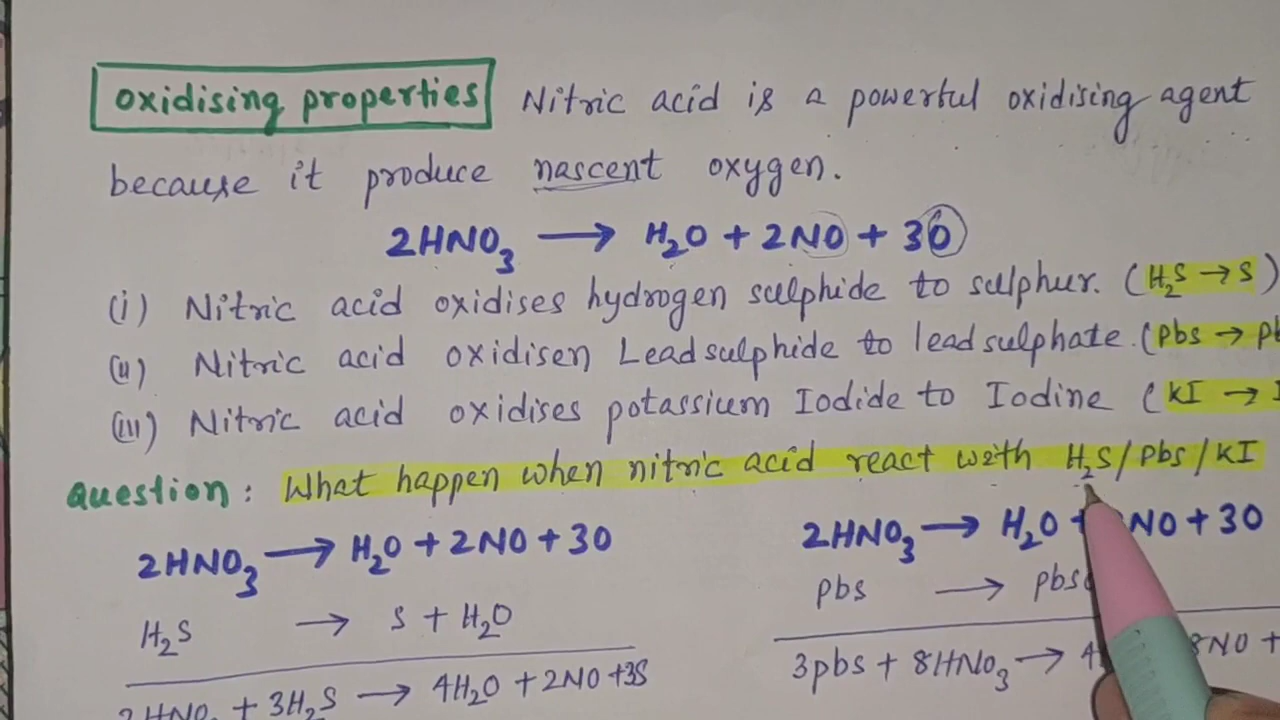 oxidising properties Nitric acid is a powerful oxidising agent
because it produce nascent oxygen.
2HNO₃ → H₂O + 2NO + 3O
(i) Nitric acid oxidises hydrogen sulphide to sulphur. (H₂S → S)
(ii) Nitric acid oxidisen Lead sulphide to lead sulphate. (pbs →
(iii) Nitric acid oxidises potassium Iodide to Iodine (KI →
Question: What happen when nitric acid react with H₂S/pbs/KI
2HNO₃ → H₂O + 2NO + 3O
H₂S → S + H₂O
2HNO₃ + 3H₂S → 4H₂O + 2NO + 3S
2HNO₃ → H₂O + NO + 3O
pbs → pbs
3pbs + 8HNO₃ → 4 8NO +